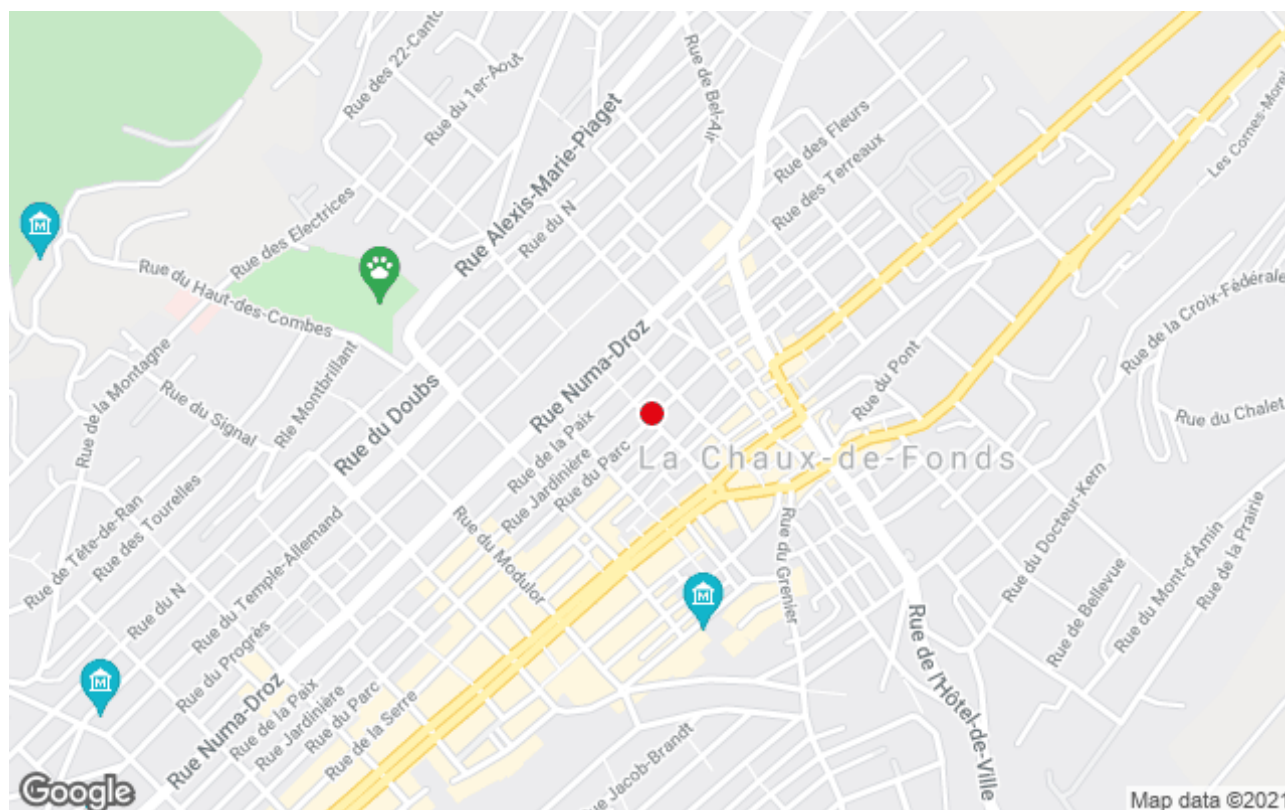 Rue des 22-Canto
Rue du 1er-Août
Rue de Bel-Air
Rue des Fleurs
Rue des Terreaux
Les Cornes-Morel
Rue Alexis-Marie-Piaget
Rue du N
Rue des Electrices
Rue du Haut-des-Combes
Rue de la Croix-Fédérale
Rue de la Montagne
Rue du Signal
Rle Montbrillant
Rue du Doubs
Rue Numa-Droz
Rue du Pont
Rue du Chalet
Rue de la Paix
Rue Jardinière
Rue du Parc
La Chaux-de-Fonds
Rue de Tête-de-Ran
Rue des Tourelles
Rue du Temple-Allemand
Rue du Modulor
Rue du Grenier
Rue du Docteur-Kern
Rue du Mont-d'Amin
Rue de la Prairie
Rue de Bellevue
Rue du N
Rue du Progrès
Rue Numa-Droz
Rue de la Paix
Rue Jardinière
Rue du Parc
Rue de la Serre
Rue de l'Hôtel-de-Ville
ue Jacob-Brandt
Google
Map data ©202